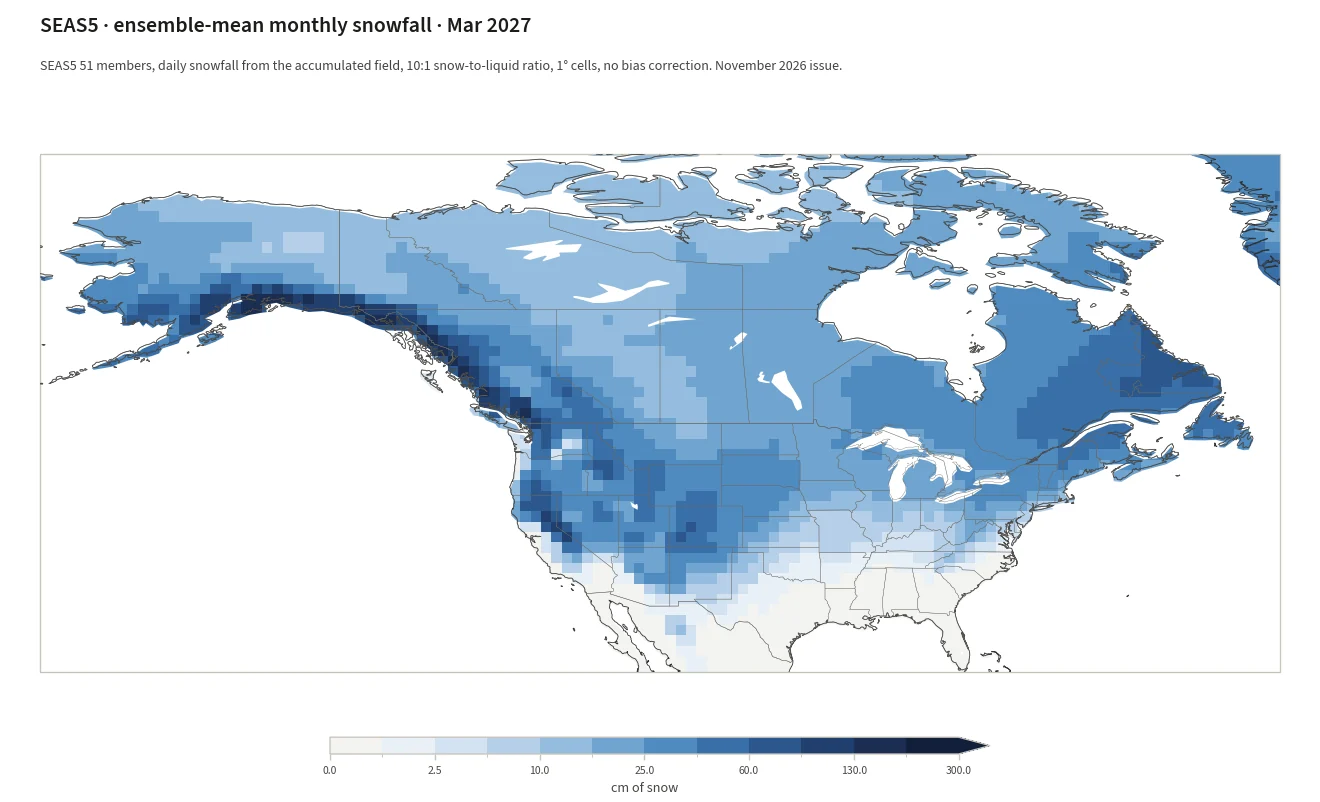 SEAS5 · ensemble-mean monthly snowfall · Mar 2027
SEAS5 51 members, daily snowfall from the accumulated field, 10:1 snow-to-liquid ratio, 1° cells, no bias correction. November 2026 issue.
0.0 2.5 10.0 25.0 60.0 130.0 300.0
cm of snow